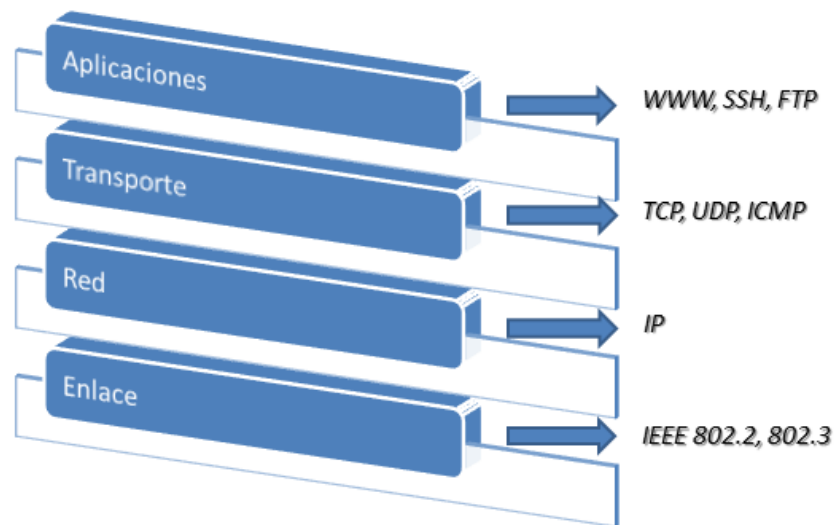 Aplicaciones
WWW, SSH, FTP
Transporte
TCP, UDP, ICMP
Red
IP
Enlace
IEEE 802.2, 802.3